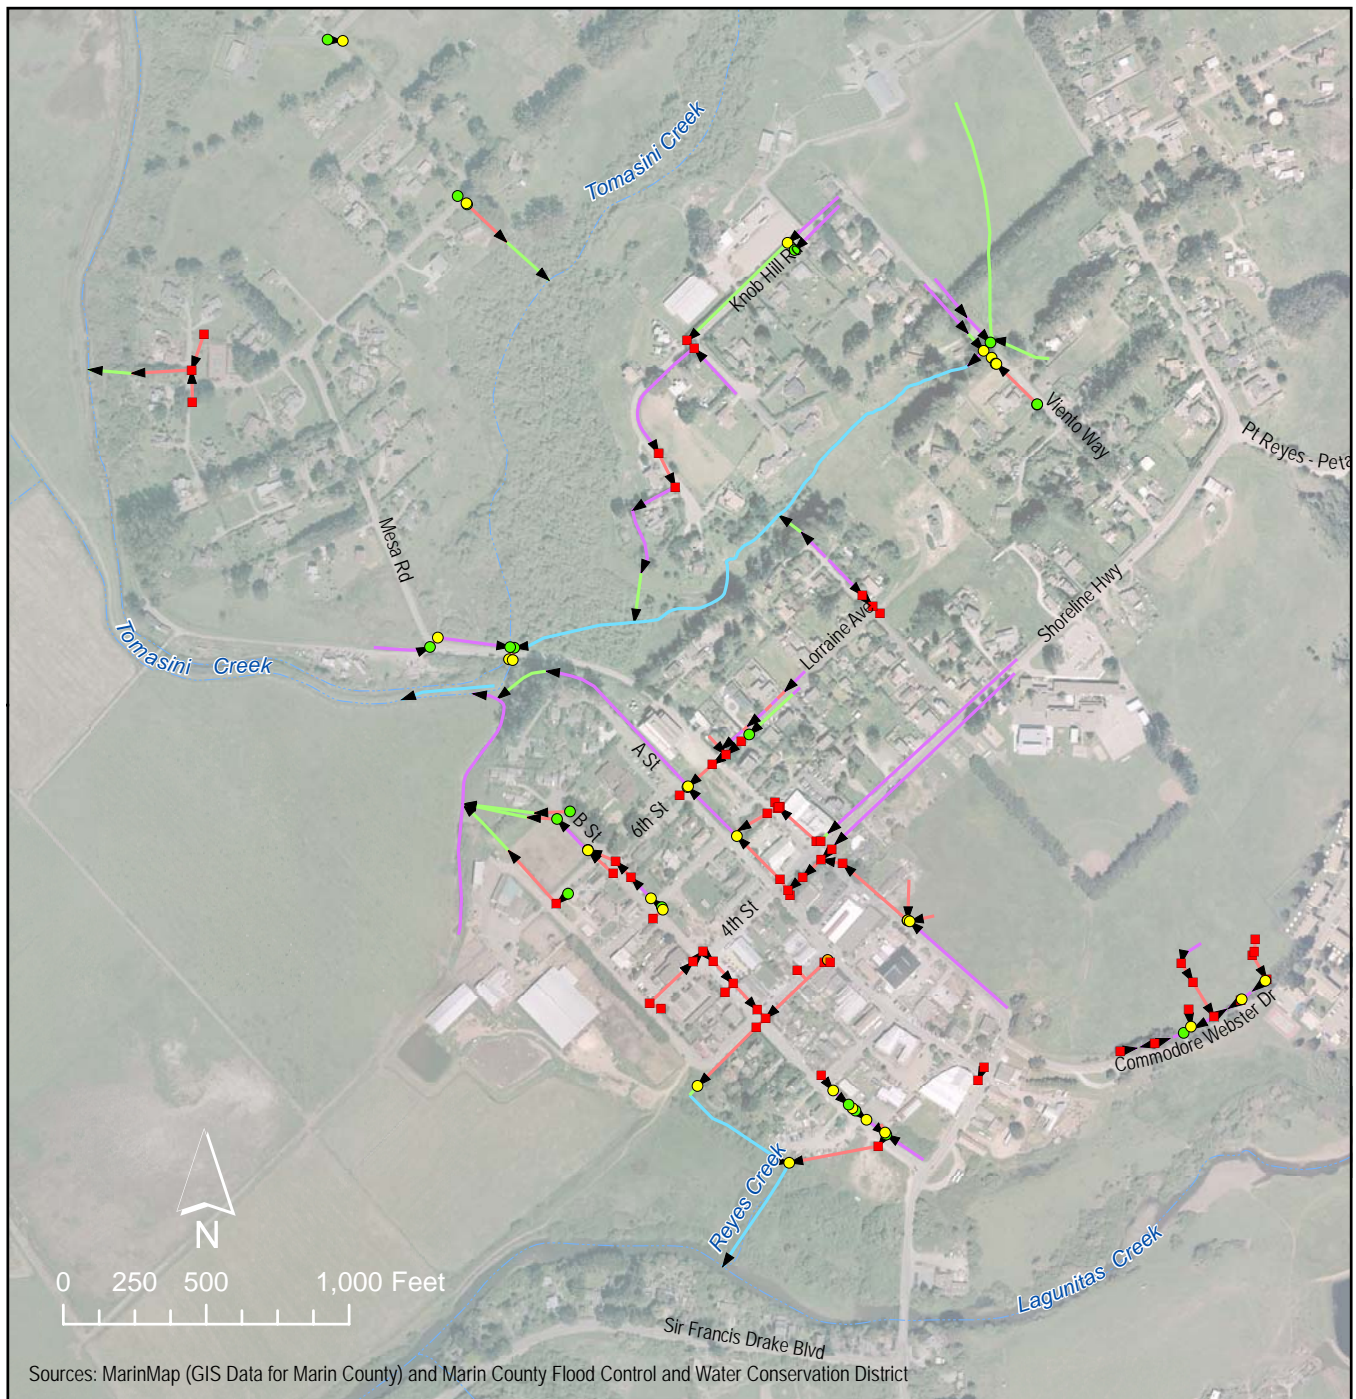 Tomasini Creek
Knob Hill R
Viento Way
Pt Reyes - Peta
Mesa Rd
Shoreline Hwy
Lorraine Ave
Tomasini Creek
A St
6th St
B St
4th St
Commodore Webster Dr
Reyes Creek
N
0 250 500 1,000 Feet
Lagunitas Creek
Sir Francis Drake Blvd
Sources: MarinMap (GIS Data for Marin County) and Marin County Flood Control and Water Conservation District